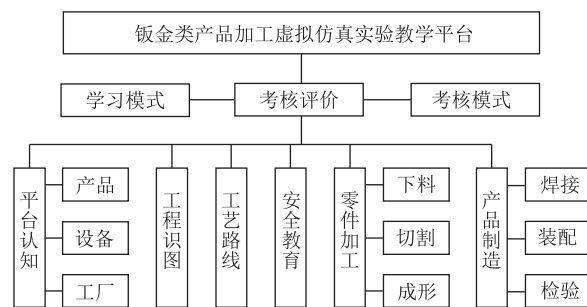 钣金类产品加工虚拟仿真实验教学平台
学习模式
考核评价
考核模式
平台认知
产品
设备
工厂
工程识图
工艺路线
安全教育
零件加工
下料
切割
成形
产品制造
焊接
装配
检验